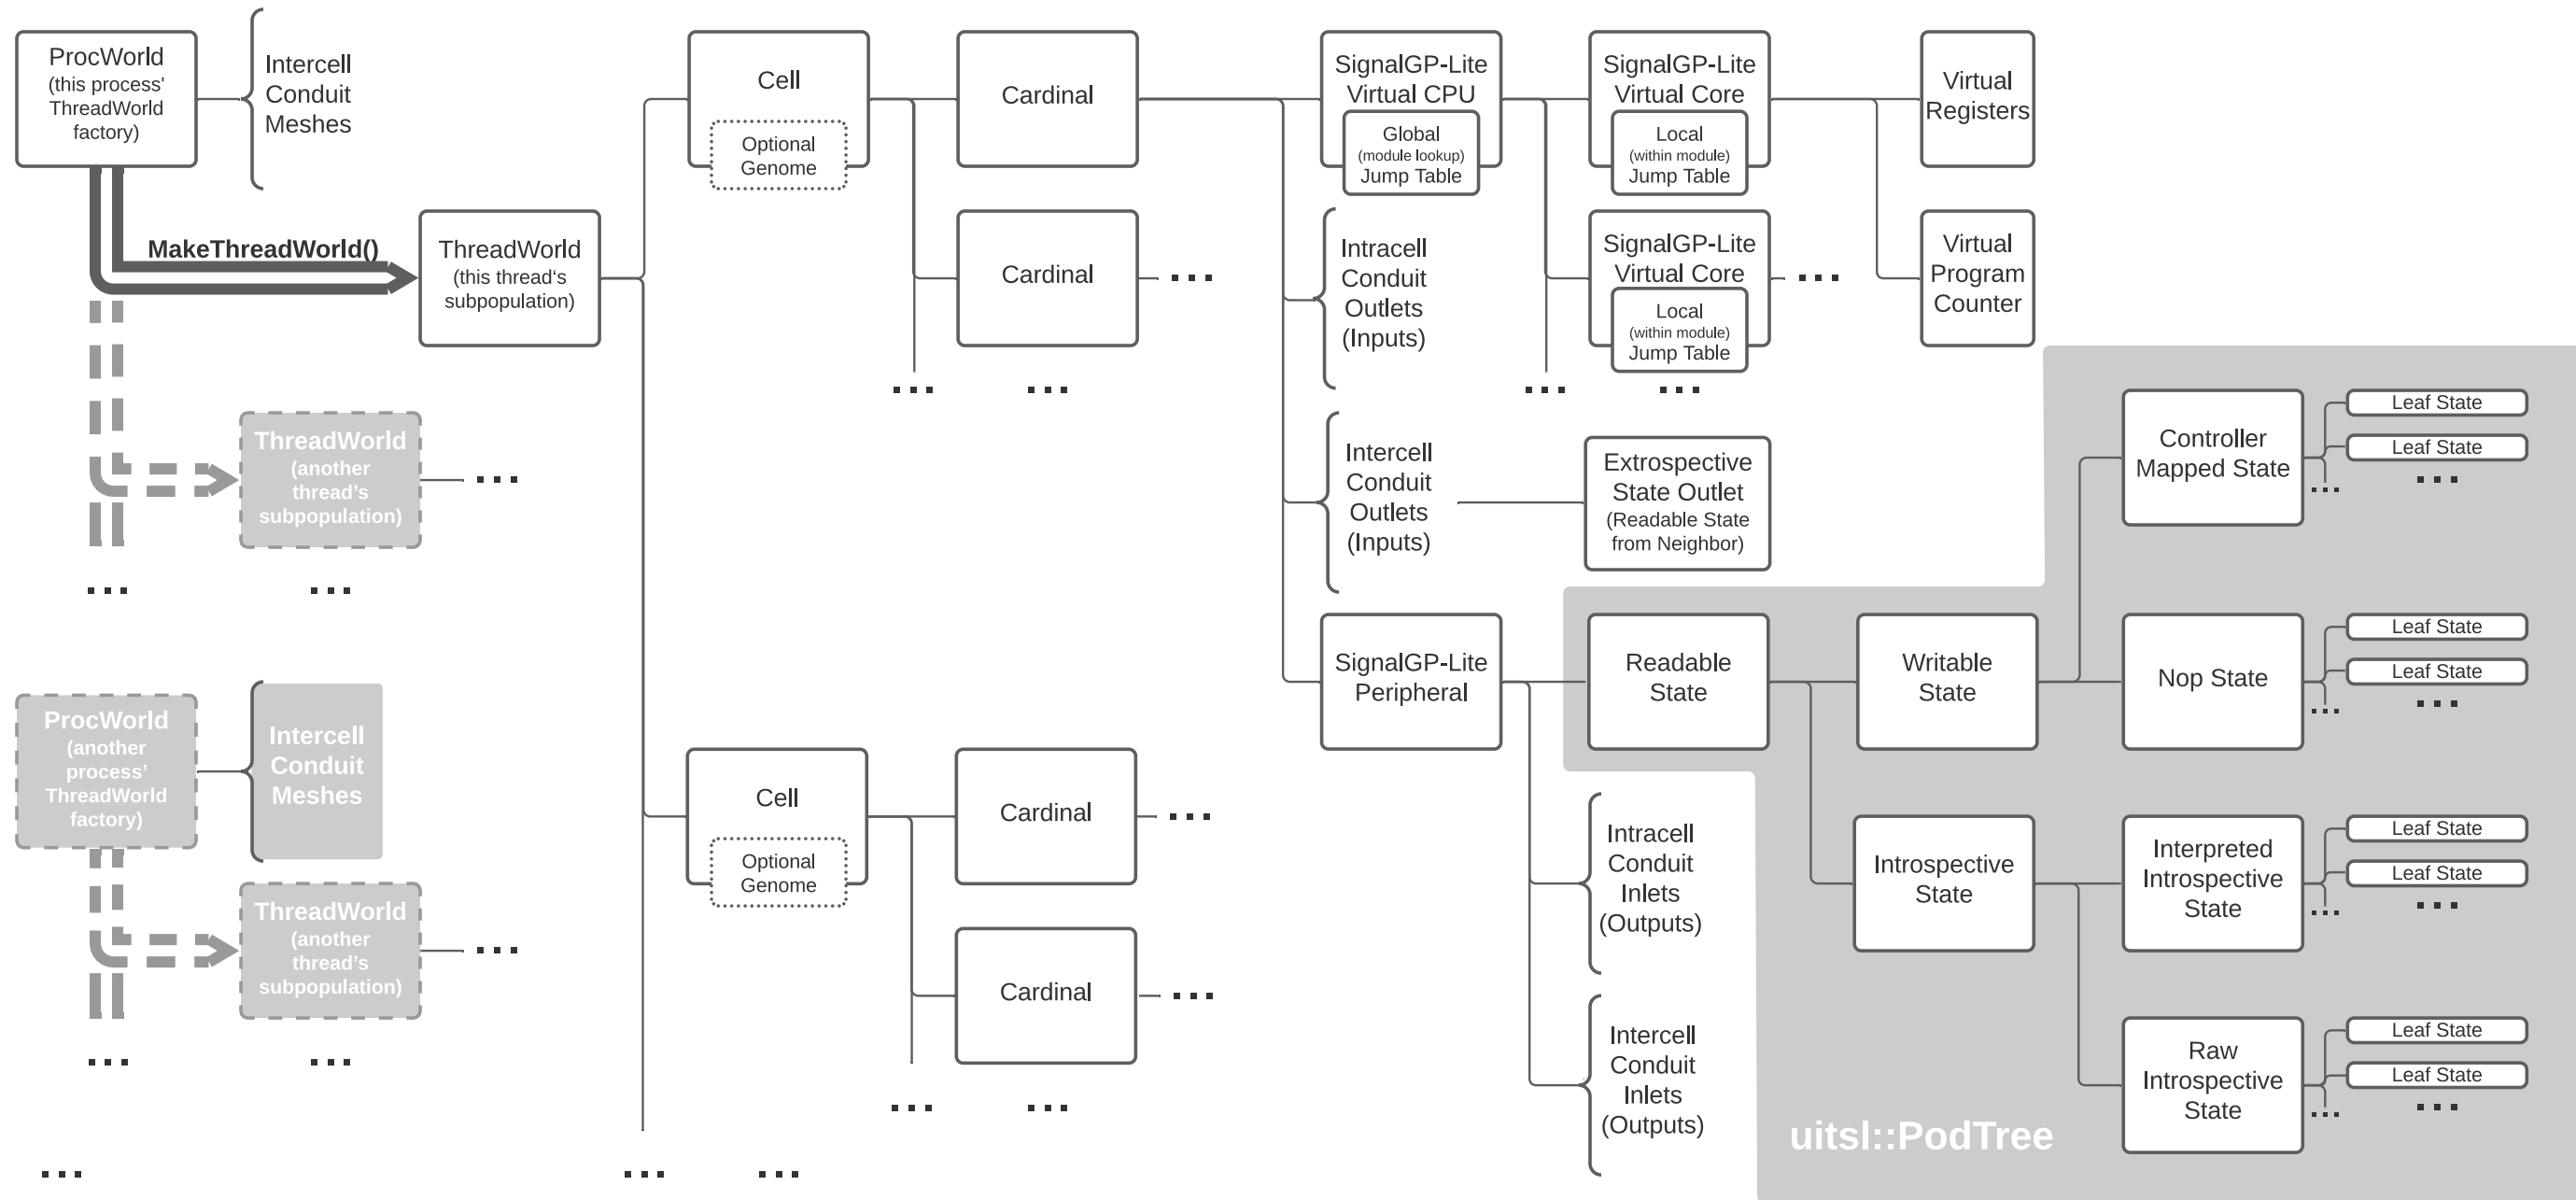 ProcWorld
(this process'
ThreadWorld
factory)
Intercell
Conduit
Meshes
MakeThreadWorld()
ThreadWorld
(this thread‘s
subpopulation)
ThreadWorld
(another
thread’s
subpopulation)
...
...
...
ProcWorld
(another
process’
ThreadWorld
factory)
Intercell
Conduit
Meshes
ThreadWorld
(another
thread’s
subpopulation)
...
...
...
...
Cell
Optional
Genome
Cardinal
Cardinal
...
...
...
Cell
Optional
Genome
Cardinal
...
Cardinal
...
...
...
...
...
SignalGP-Lite
Virtual CPU
Global
(module lookup)
Jump Table
SignalGP-Lite
Virtual Core
Local
(within module)
Jump Table
Virtual
Registers
SignalGP-Lite
Virtual Core
Local
(within module)
Jump Table
...
...
...
Virtual
Program
Counter
Intracell
Conduit
Outlets
(Inputs)
Intercell
Conduit
Outlets
(Inputs)
Extrospective
State Outlet
(Readable State
from Neighbor)
SignalGP-Lite
Peripheral
Readable
State
Writable
State
Controller
Mapped State
Leaf State
Leaf State
...
...
Nop State
Leaf State
Leaf State
...
...
Intracell
Conduit
Inlets
(Outputs)
Introspective
State
Interpreted
Introspective
State
Leaf State
Leaf State
...
...
Intercell
Conduit
Inlets
(Outputs)
Raw
Introspective
State
Leaf State
Leaf State
...
...
uitsl::PodTree